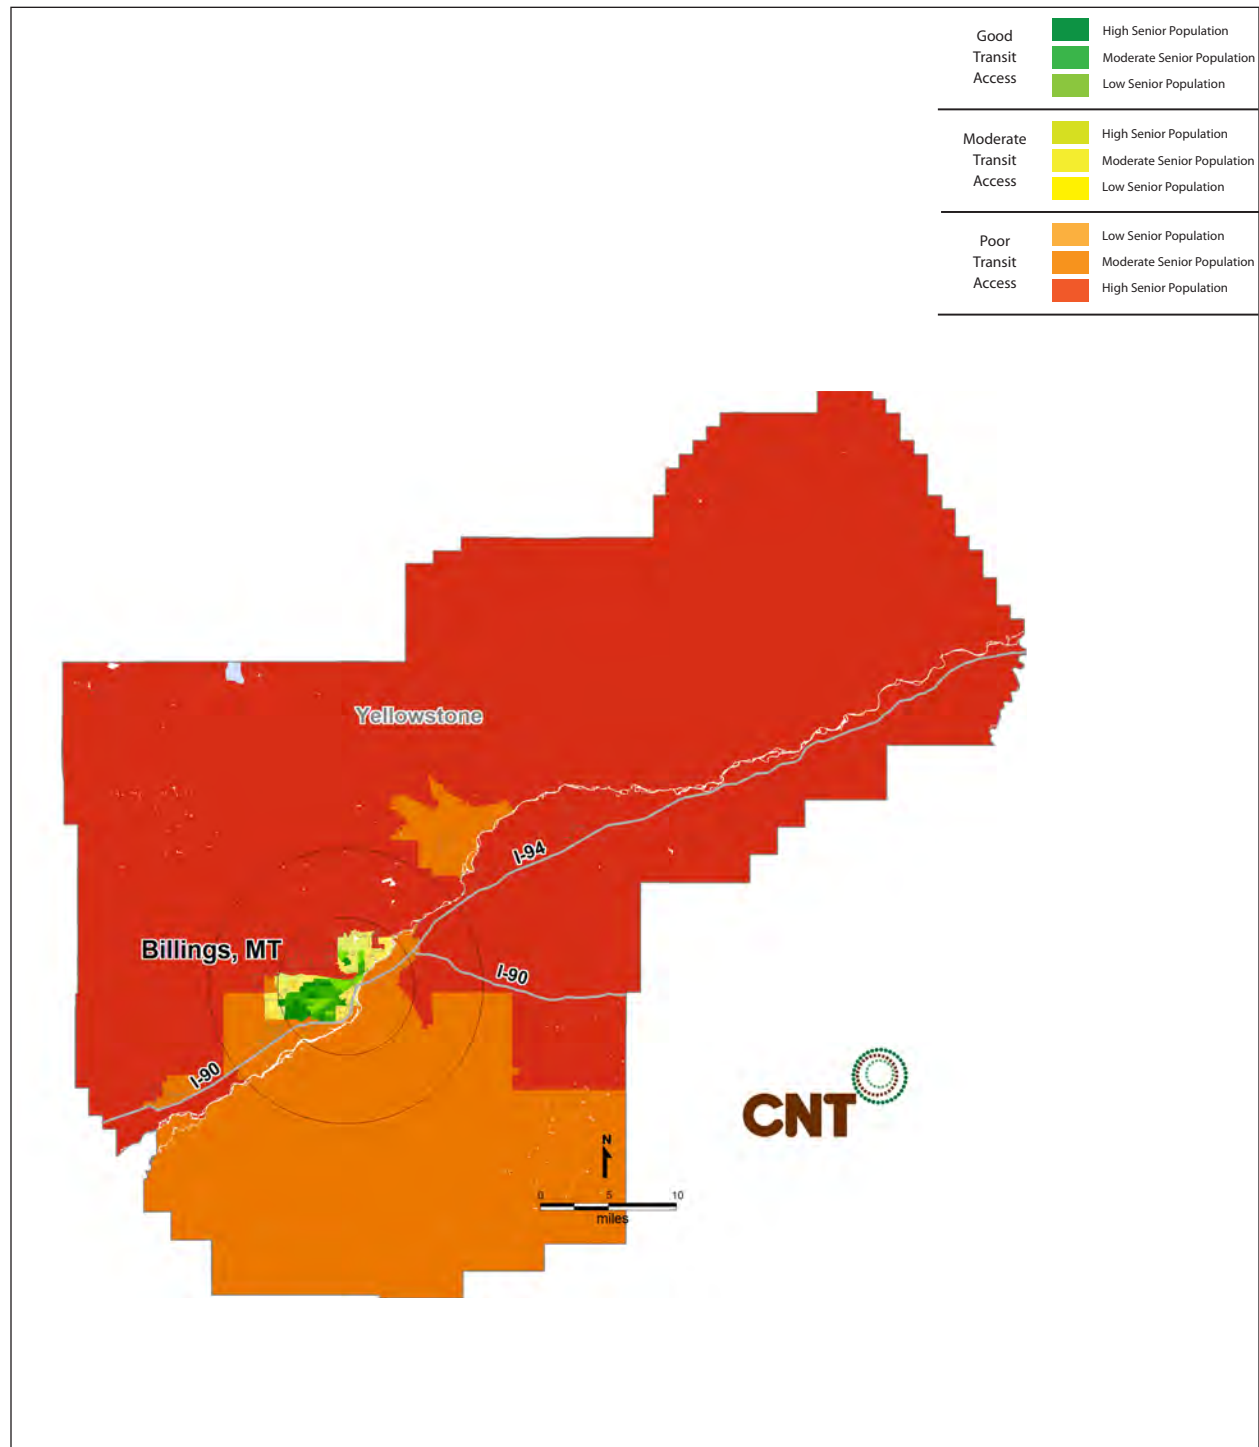 Good
Transit
Access
High Senior Population
Moderate Senior Population
Low Senior Population
Moderate
Transit
Access
High Senior Population
Moderate Senior Population
Low Senior Population
Poor
Transit
Access
Low Senior Population
Moderate Senior Population
High Senior Population
Yellowstone
I-94
Billings, MT
I-90
I-90
CNT
N
0 5 10
miles